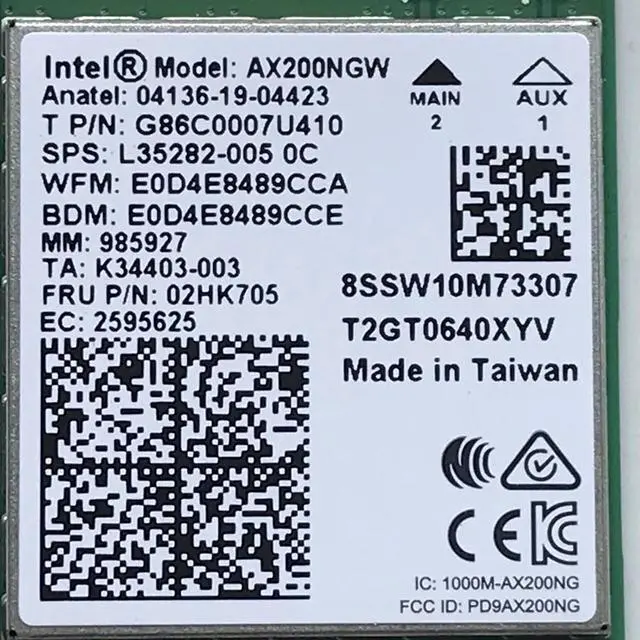 Intel® Model: AX200NGW
Anatel: 04136-19-04423
T P/N: G86C0007U410
SPS: L35282-005 0C
WFM: E0D4E8489CCA
BDM: E0D4E8489CCE
MM: 985927
TA: K34403-003
FRU P/N: 02HK705
EC: 2595625
MAIN
2
AUX
1
8SSW10M73307
T2GT0640XYV
Made in Taiwan
CE
IC: 1000M-AX200NG
FCC ID: PD9AX200NG